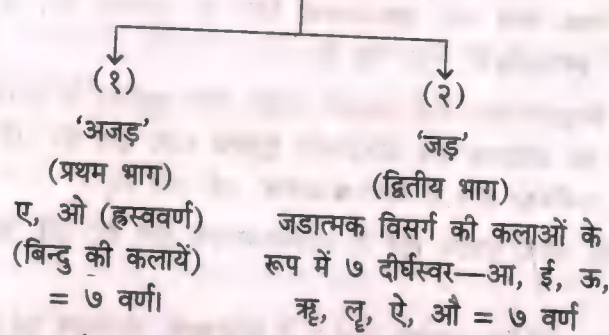 (१)
'अजड़'
(प्रथम भाग)
ए, ओ (ह्रस्ववर्ण)
(बिन्दु की कलायें)
= ७ वर्ण।
(२)
'जड़'
(द्वितीय भाग)
जडात्मक विसर्ग की कलाओं के
रूप में ७ दीर्घस्वर—आ, ई, ऊ,
ॠ, ॡ, ऐ, औ = ७ वर्ण